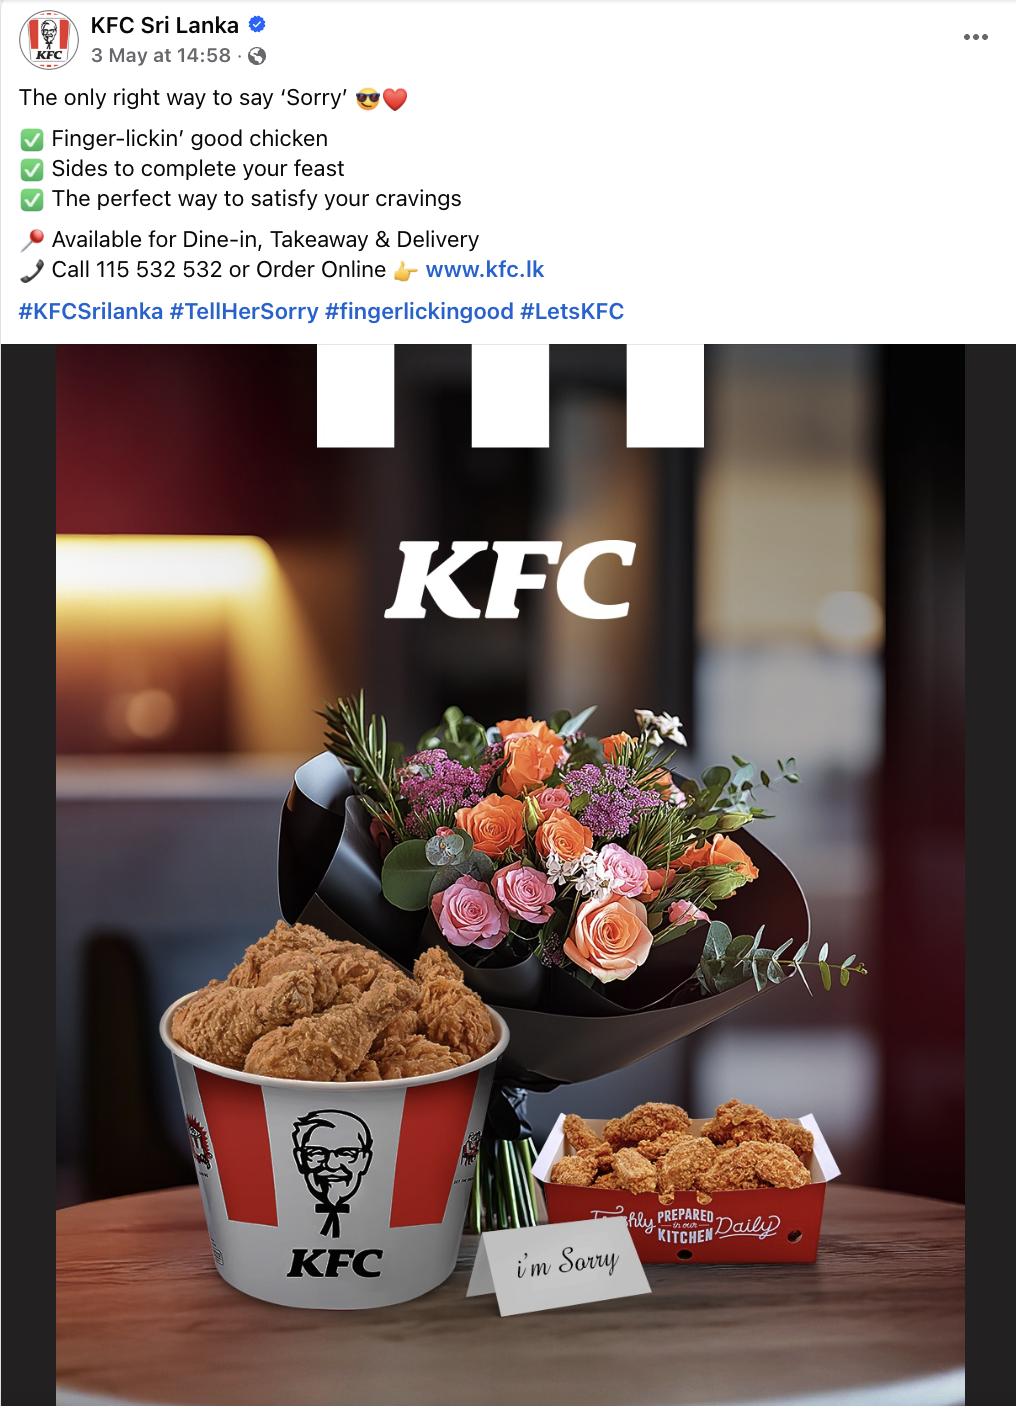 KFC Sri Lanka
3 May at 14:58 ·
The only right way to say ‘Sorry’ 😎❤️
✅ Finger-lickin’ good chicken
✅ Sides to complete your feast
✅ The perfect way to satisfy your cravings
📍 Available for Dine-in, Takeaway & Delivery
📞 Call 115 532 532 or Order Online 👉 www.kfc.lk
#KFCSrilanka #TellHerSorry #fingerlickingood #LetsKFC
KFC
KFC
PREPARED
in our
KITCHEN
Daily
i'm Sorry
KFC